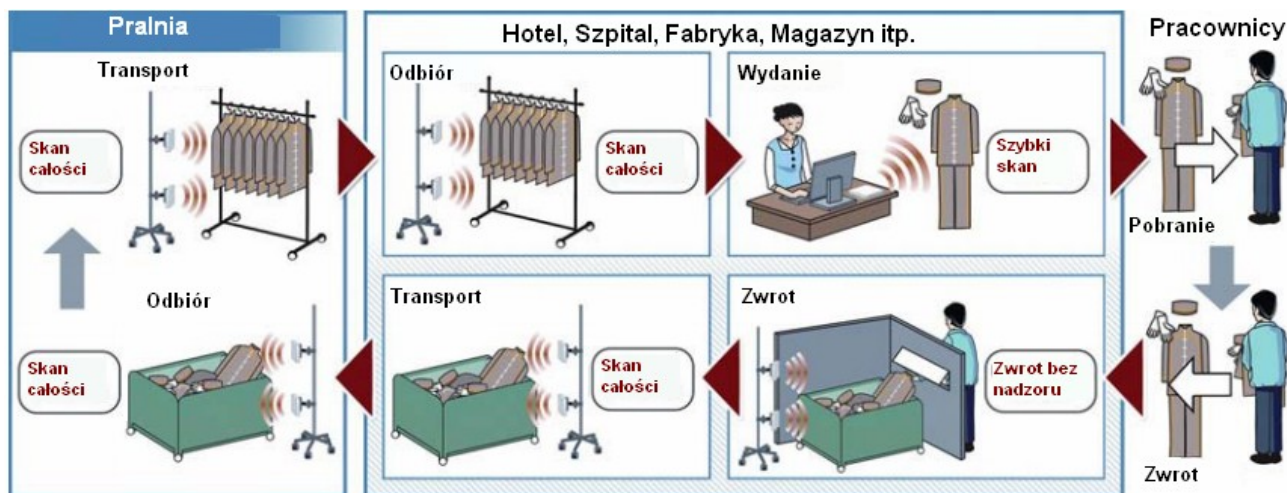 Pralnia
Hotel, Szpital, Fabryka, Magazyn itp.
Pracownicy
Transport
Skan
całości
Odbiór
Skan
całości
Wydanie
Szybki
skan
Pobranie
Odbiór
Skan
całości
Transport
Skan
całości
Zwrot
Zwrot bez
nadzoru
Zwrot